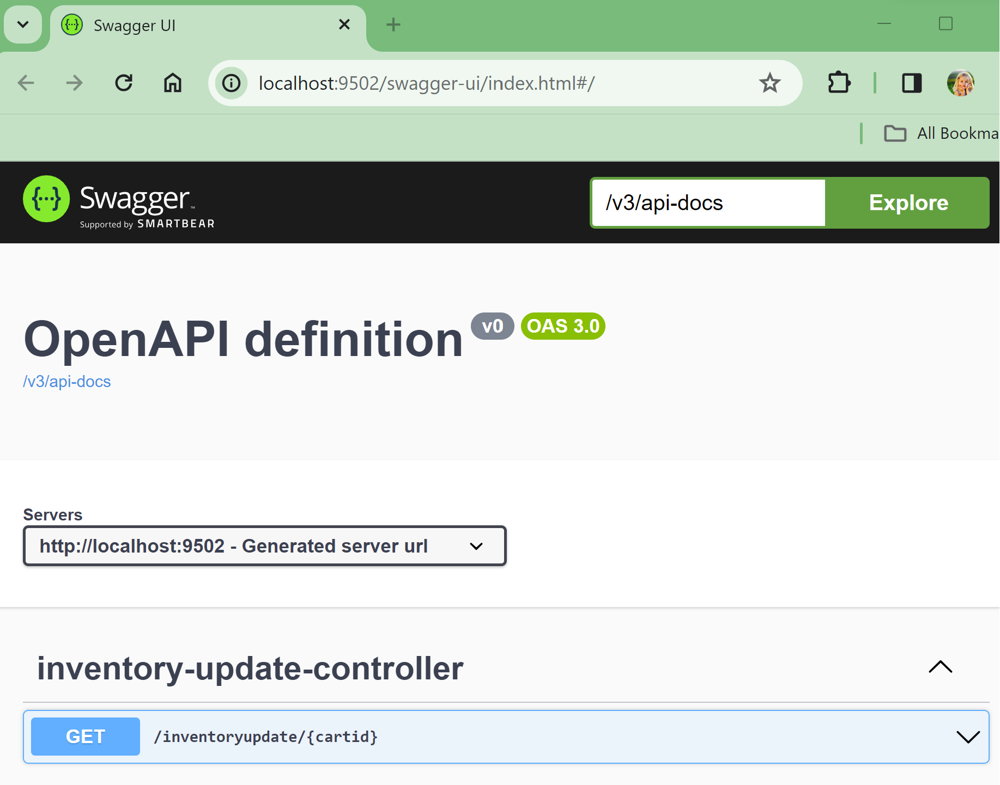 Swagger UI
localhost:9502/swagger-ui/index.html#/
All Bookma
{···} Swagger™
Supported by SMARTBEAR
/v3/api-docs
Explore
OpenAPI definition v0 OAS 3.0
/v3/api-docs
Servers
http://localhost:9502 - Generated server url
inventory-update-controller
GET /inventoryupdate/{cartid}